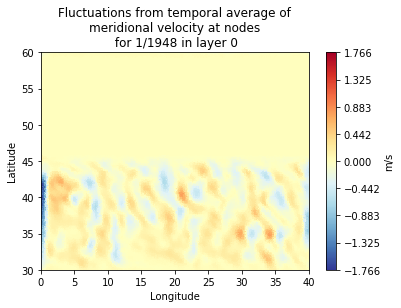 Fluctuations from temporal average of
meridional velocity at nodes
for 1/1948 in layer 0
60
55
50
45
40
35
30
Latitude
0 5 10 15 20 25 30 35 40
Longitude
1.766
1.325
0.883
0.442
0.000
−0.442
−0.883
−1.325
−1.766
m/s